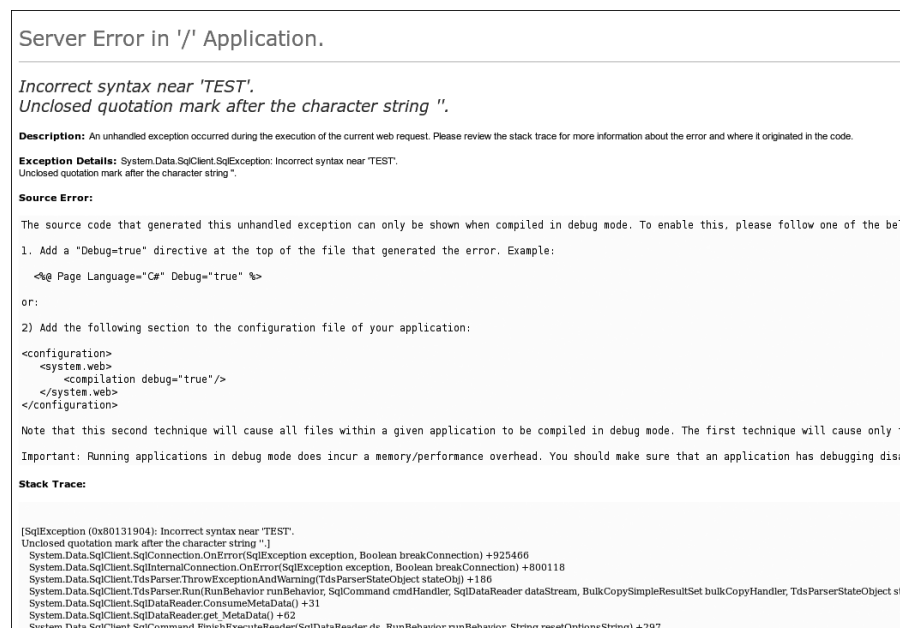 Server Error in '/' Application.
Incorrect syntax near 'TEST'.
Unclosed quotation mark after the character string ''.
Description: An unhandled exception occurred during the execution of the current web request. Please review the stack trace for more information about the error and where it originated in the code.
Exception Details: System.Data.SqlClient.SqlException: Incorrect syntax near 'TEST'.
Unclosed quotation mark after the character string ''.
Source Error:
The source code that generated this unhandled exception can only be shown when compiled in debug mode. To enable this, please follow one of the
1. Add a "Debug=true" directive at the top of the file that generated the error. Example:
<%@ Page Language="C#" Debug="true" %>
or:
2) Add the following section to the configuration file of your application:
<configuration>
<system.web>
<compilation debug="true"/>
</system.web>
</configuration>
Note that this second technique will cause all files within a given application to be compiled in debug mode. The first technique will cause only
Important: Running applications in debug mode does incur a memory/performance overhead. You should make sure that an application has debugging
Stack Trace:
[SqlException (0x80131904): Incorrect syntax near 'TEST'.
Unclosed quotation mark after the character string ''.]
System.Data.SqlClient.SqlConnection.OnError(SqlException exception, Boolean breakConnection) +925466
System.Data.SqlClient.SqlInternalConnection.OnError(SqlException exception, Boolean breakConnection) +800118
System.Data.SqlClient.TdsParser.ThrowExceptionAndWarning(TdsParserStateObject stateObj) +186
System.Data.SqlClient.TdsParser.Run(RunBehavior runBehavior, SqlCommand cmdHandler, SqlDataReader dataStream, BulkCopySimpleResultSet bulkCopyHandler, TdsParserStateObject
System.Data.SqlClient.SqlDataReader.ConsumeMetaData() +31
System.Data.SqlClient.SqlDataReader.get_MetaData() +62
System.Data.SqlClient.SqlCommand.FinishExecuteReader(SqlDataReader ds, RunBehavior runBehavior, String resetOptionsString) +297